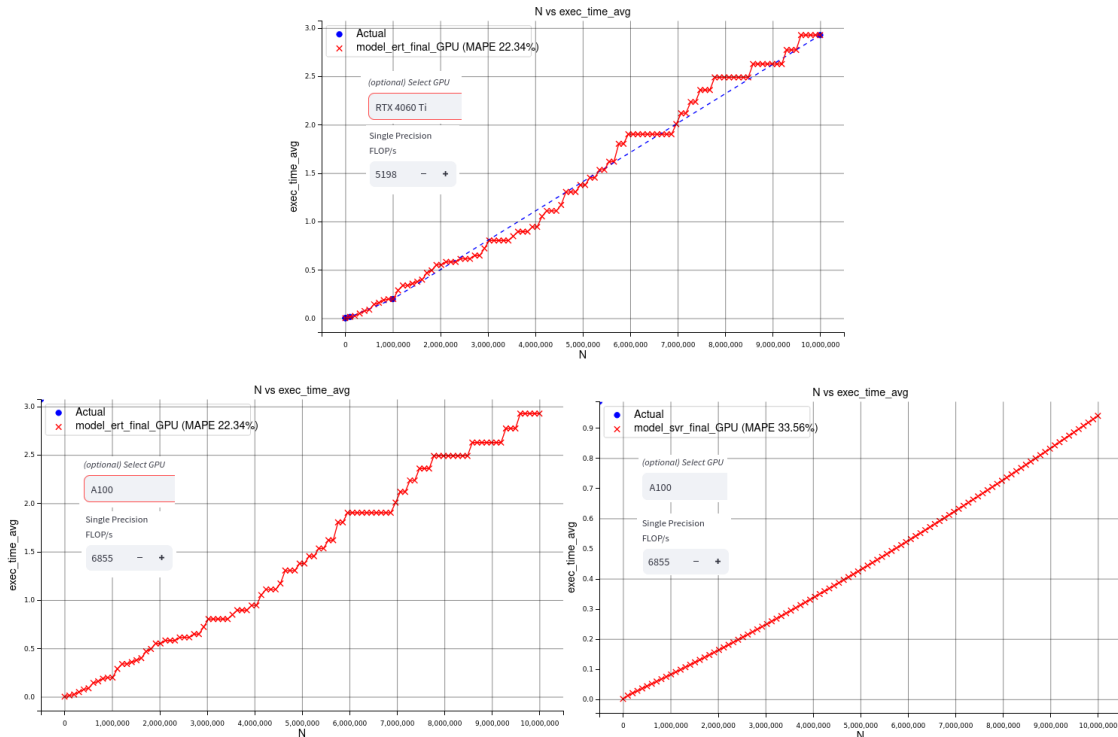 N vs exec_time_avg
Actual
model_ert_final_GPU (MAPE 22.34%)
(optional) Select GPU
RTX 4060 Ti
Single Precision
FLOP/s
5198 − +
exec_time_avg
3.0
2.5
2.0
1.5
1.0
0.5
0.0
0 1,000,000 2,000,000 3,000,000 4,000,000 5,000,000 6,000,000 7,000,000 8,000,000 9,000,000 10,000,000
N
N vs exec_time_avg
Actual
model_ert_final_GPU (MAPE 22.34%)
(optional) Select GPU
A100
Single Precision
FLOP/s
6855 − +
exec_time_avg
3.0
2.5
2.0
1.5
1.0
0.5
0.0
0 1,000,000 2,000,000 3,000,000 4,000,000 5,000,000 6,000,000 7,000,000 8,000,000 9,000,000 10,000,000
N
N vs exec_time_avg
Actual
model_svr_final_GPU (MAPE 33.56%)
(optional) Select GPU
A100
Single Precision
FLOP/s
6855 − +
exec_time_avg
0.9
0.8
0.7
0.6
0.5
0.4
0.3
0.2
0.1
0.0
0 1,000,000 2,000,000 3,000,000 4,000,000 5,000,000 6,000,000 7,000,000 8,000,000 9,000,000 10,000,000
N